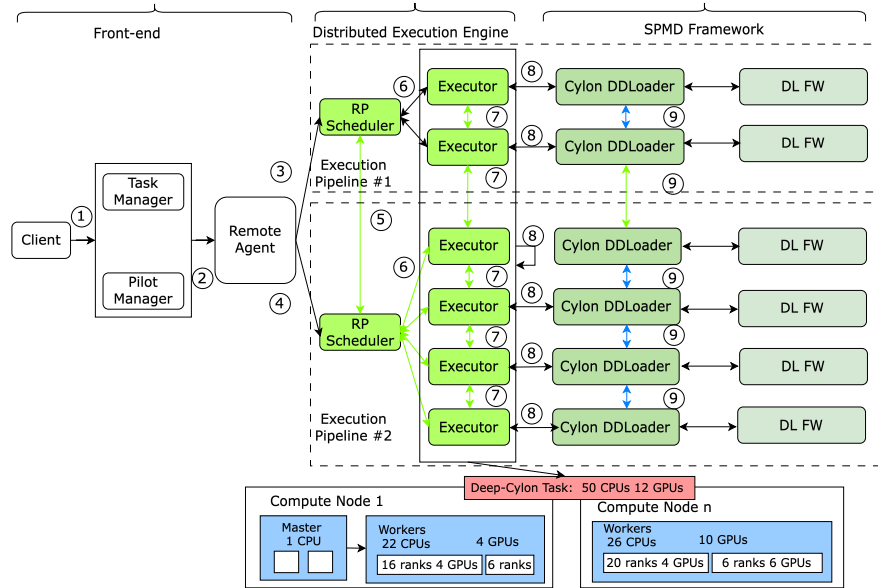 Front-end
Distributed Execution Engine
SPMD Framework
8
6
Executor
Cylon DDLoader
DL FW
RP
Scheduler
7
9
8
Executor
Cylon DDLoader
DL FW
3
Execution
Pipeline #1
7
9
Task
Manager
1
Client
Remote
Agent
5
2
Pilot
Manager
4
8
Executor
Cylon DDLoader
DL FW
6
7
9
8
Executor
Cylon DDLoader
DL FW
RP
Scheduler
7
9
8
Executor
Cylon DDLoader
DL FW
7
9
8
Executor
Cylon DDLoader
DL FW
Execution
Pipeline #2
Deep-Cylon Task: 50 CPUs 12 GPUs
Compute Node 1
Master
1 CPU
Workers
22 CPUs
4 GPUs
16 ranks 4 GPUs
6 ranks
Compute Node n
Workers
26 CPUs
10 GPUs
20 ranks 4 GPUs
6 ranks 6 GPUs